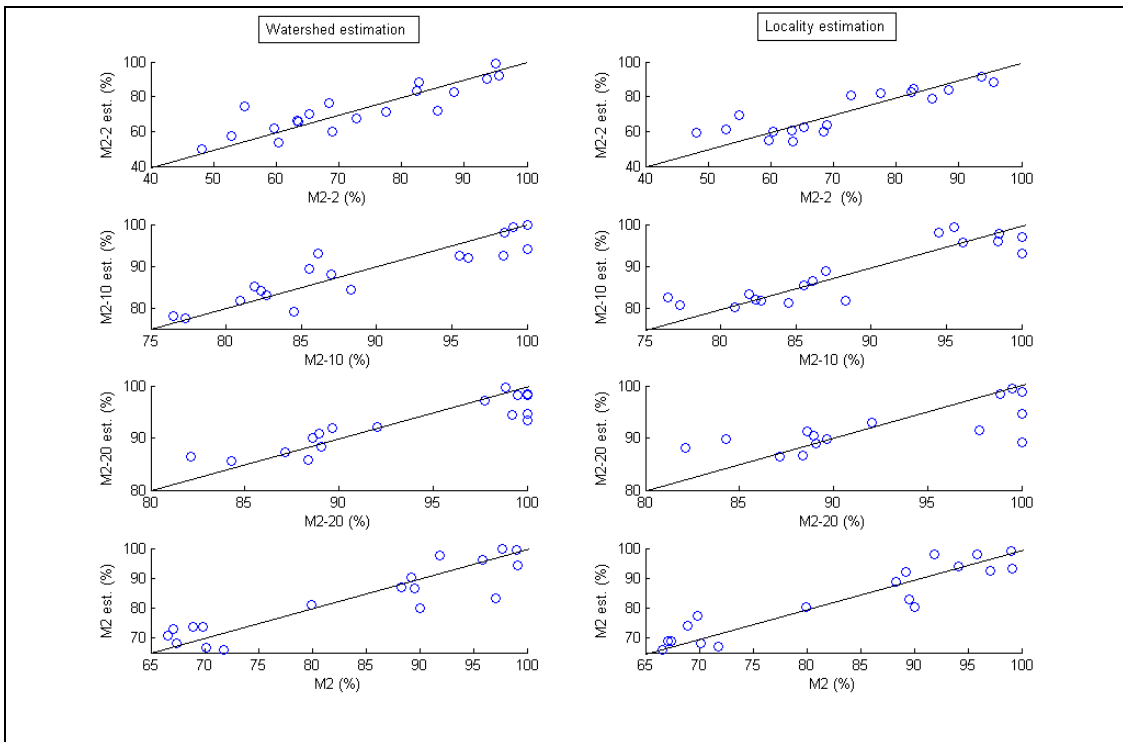 Watershed estimation
Locality estimation
M2-2 est. (%)
100
80
60
40
40 50 60 70 80 90 100
M2-2 (%)
M2-2 est. (%)
100
80
60
40
40 50 60 70 80 90 100
M2-2 (%)
M2-10 est. (%)
100
90
80
75 80 85 90 95 100
M2-10 (%)
M2-10 est. (%)
100
90
80
75 80 85 90 95 100
M2-10 (%)
M2-20 est. (%)
100
90
80
80 85 90 95 100
M2-20 (%)
M2-20 est. (%)
100
90
80
80 85 90 95 100
M2-20 (%)
M2 est. (%)
100
90
80
70
65 70 75 80 85 90 95 100
M2 (%)
M2 est. (%)
100
90
80
70
65 70 75 80 85 90 95 100
M2 (%)